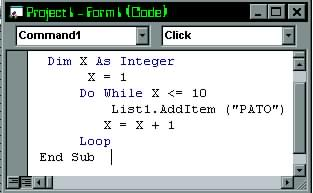 Project1 - Form1 (Code)
Command1 Click
Dim X As Integer
X = 1
Do While X <= 10
List1.AddItem ("PATO")
X = X + 1
Loop
End Sub